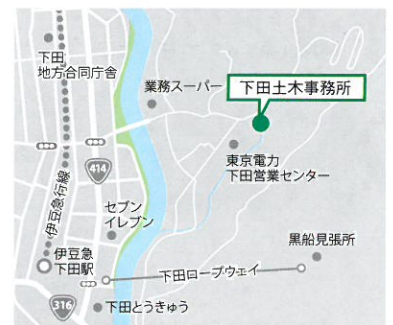 下田
地方合同庁舎
業務スーパー
下田土木事務所
東京電力
下田営業センター
414
伊豆急行線
セブン
イレブン
黒船見張所
伊豆急
下田駅
下田ロープウェイ
316
下田とうきゅう